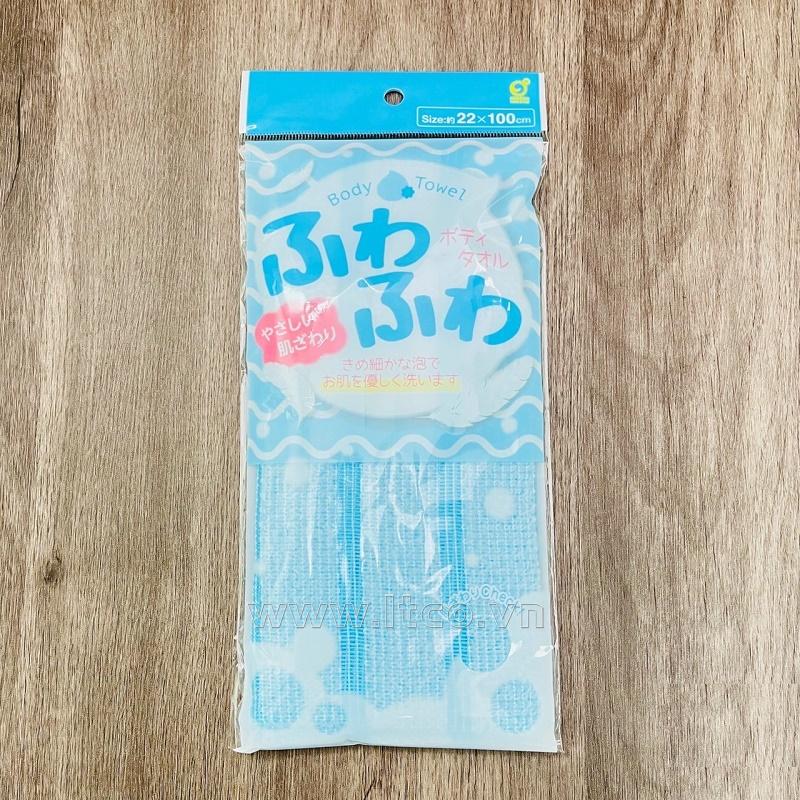 Size:約22×100cm
Body Towel
ふわ
ふわ
ボディ
タオル
やさしい
肌ざわり
きめ細かな泡で
お肌を優しく洗います
www.ltco.vn